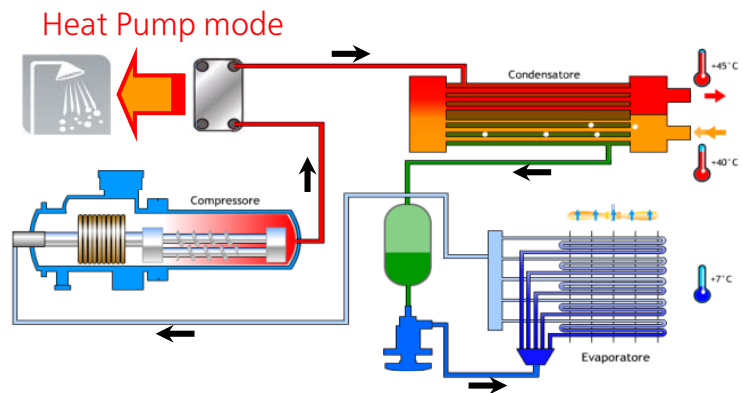 Heat Pump mode
+45°C
Condensatore
+40°C
Compressore
+7°C
Evaporatore